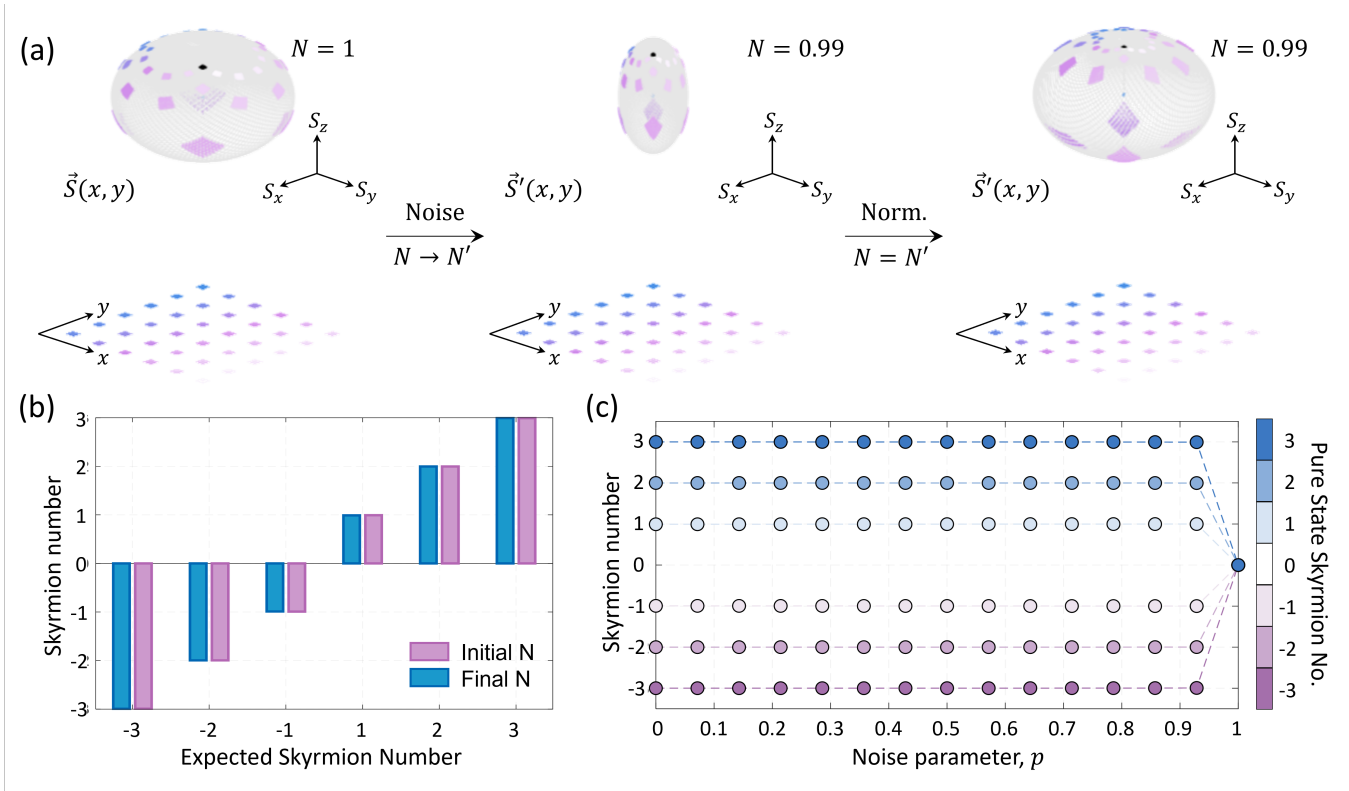 (a)
N = 1
S_z
S_x
S_y
S⃗(x, y)
Noise
N → N′
N = 0.99
S_z
S_x
S_y
S⃗′(x, y)
Norm.
N = N′
N = 0.99
S_z
S_x
S_y
S⃗′(x, y)
y
x
y
x
y
x
(b)
Skyrmion number
3
2
1
0
-1
-2
-3
Initial N
Final N
-3 -2 -1 1 2 3
Expected Skyrmion Number
(c)
Skyrmion number
3
2
1
0
-1
-2
-3
0 0.1 0.2 0.3 0.4 0.5 0.6 0.7 0.8 0.9 1
Noise parameter, p
3
2
1
0
-1
-2
-3
Pure State Skyrmion No.